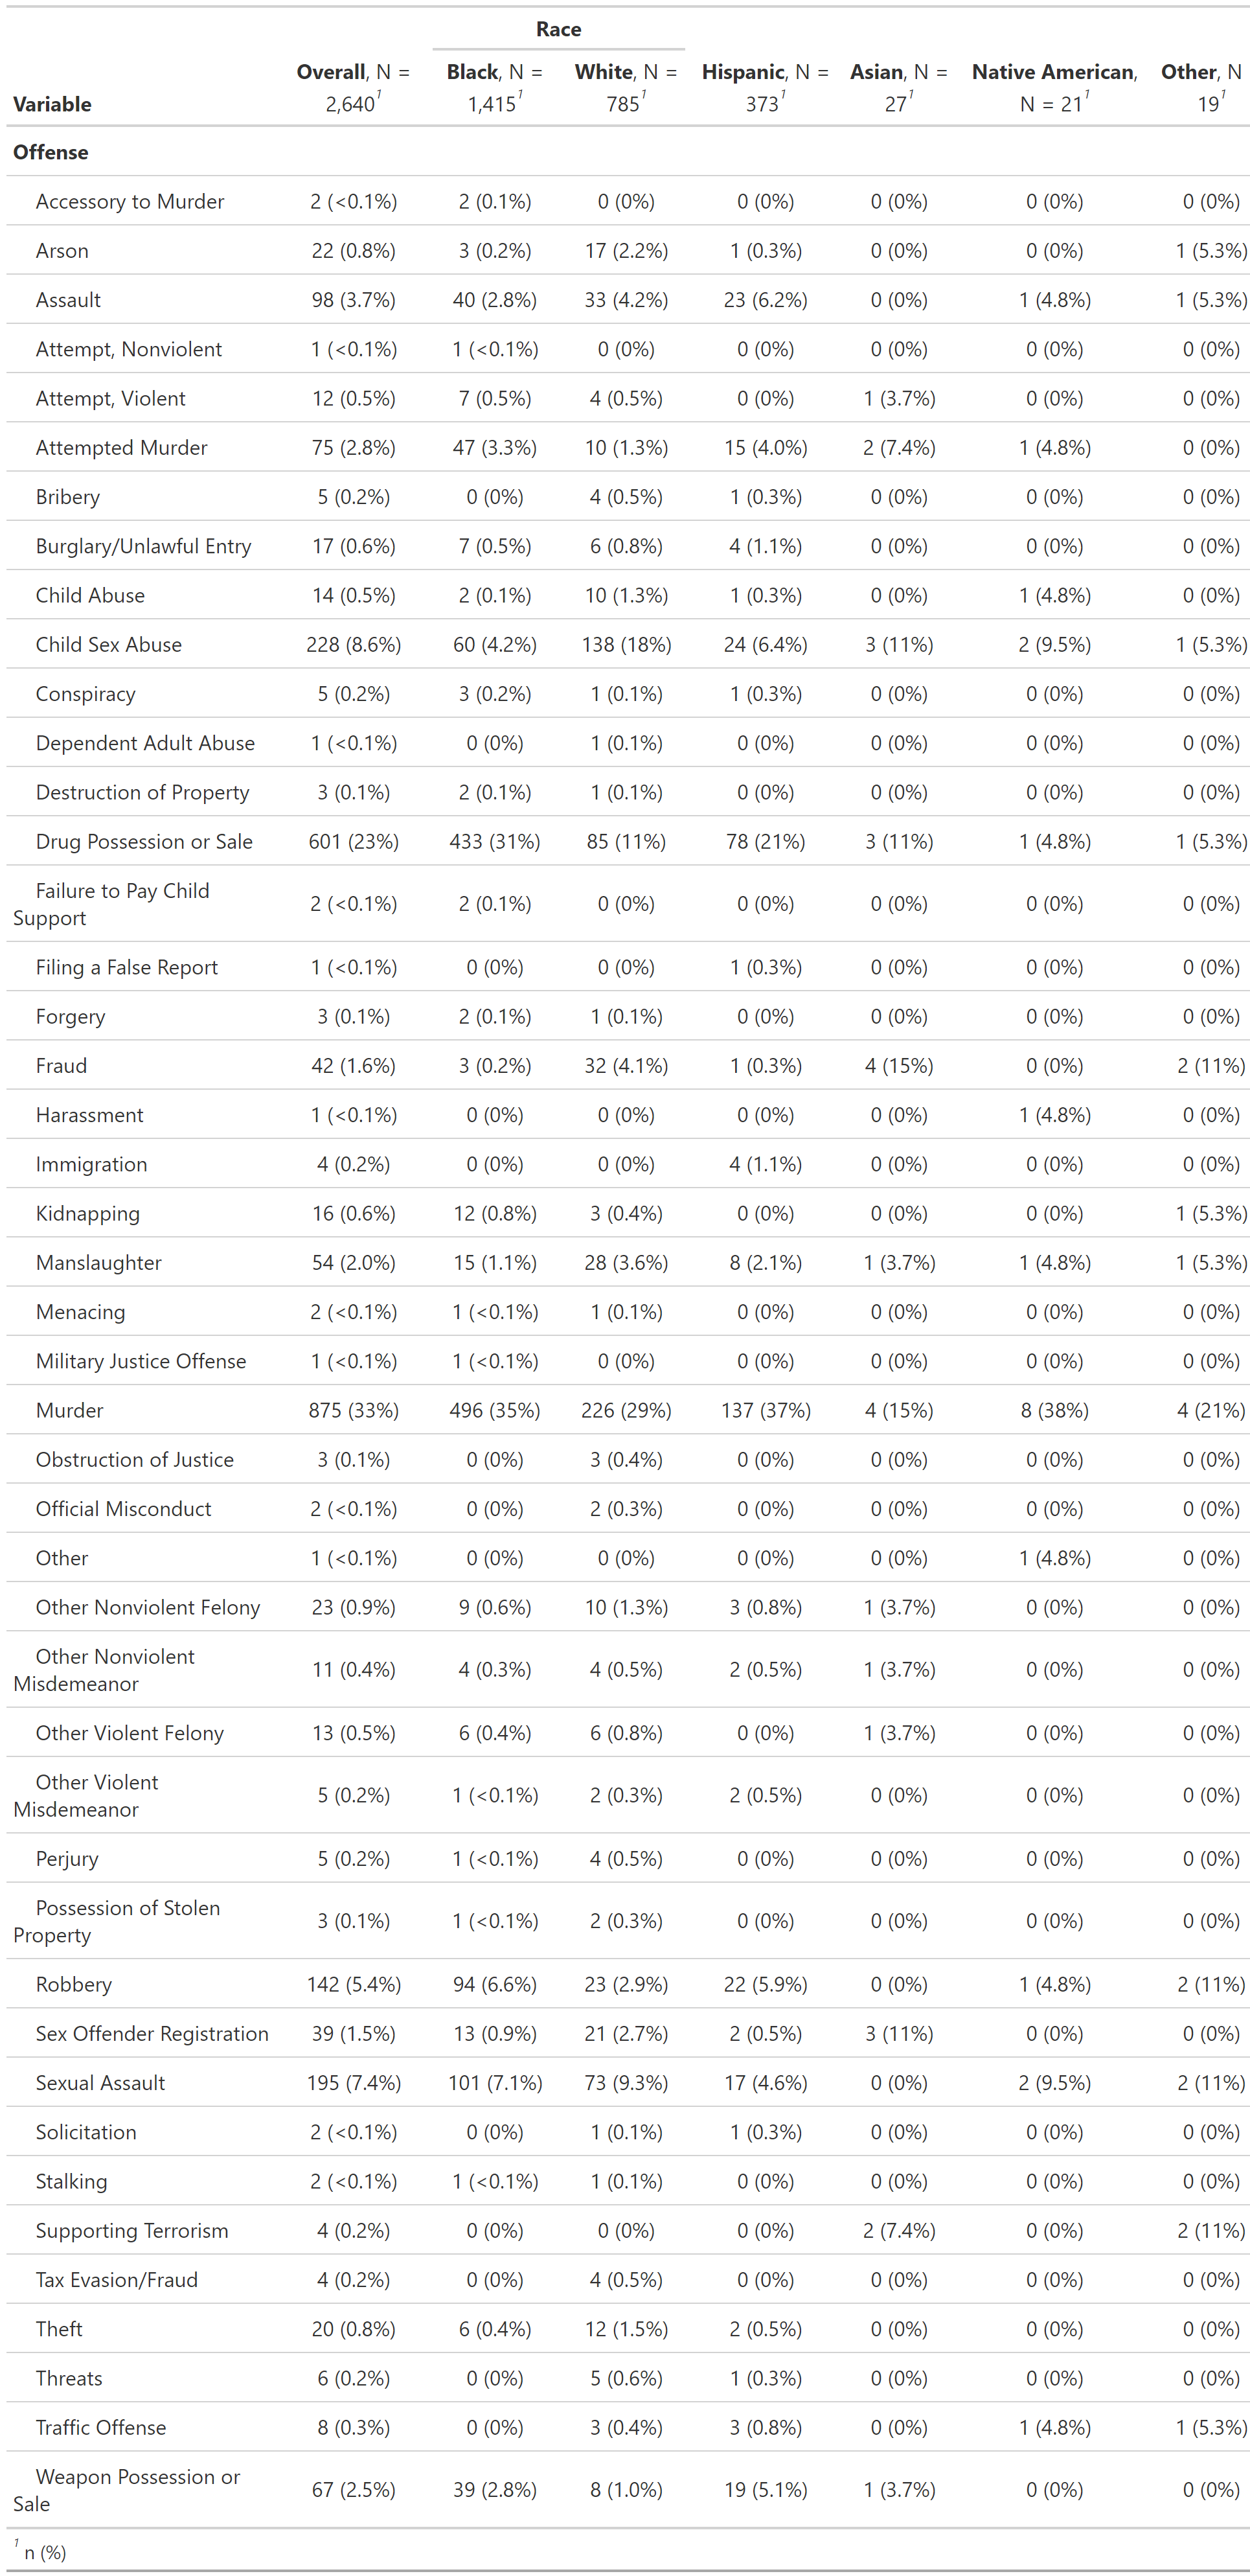 Race
Overall, N = Black, N = White, N = Hispanic, N = Asian, N = Native American, Other, N
Variable 2,640¹ 1,415¹ 785¹ 373¹ 27¹ N = 21¹ 19¹
Offense
Accessory to Murder 2 (<0.1%) 2 (0.1%) 0 (0%) 0 (0%) 0 (0%) 0 (0%) 0 (0%)
Arson 22 (0.8%) 3 (0.2%) 17 (2.2%) 1 (0.3%) 0 (0%) 0 (0%) 1 (5.3%)
Assault 98 (3.7%) 40 (2.8%) 33 (4.2%) 23 (6.2%) 0 (0%) 1 (4.8%) 1 (5.3%)
Attempt, Nonviolent 1 (<0.1%) 1 (<0.1%) 0 (0%) 0 (0%) 0 (0%) 0 (0%) 0 (0%)
Attempt, Violent 12 (0.5%) 7 (0.5%) 4 (0.5%) 0 (0%) 1 (3.7%) 0 (0%) 0 (0%)
Attempted Murder 75 (2.8%) 47 (3.3%) 10 (1.3%) 15 (4.0%) 2 (7.4%) 1 (4.8%) 0 (0%)
Bribery 5 (0.2%) 0 (0%) 4 (0.5%) 1 (0.3%) 0 (0%) 0 (0%) 0 (0%)
Burglary/Unlawful Entry 17 (0.6%) 7 (0.5%) 6 (0.8%) 4 (1.1%) 0 (0%) 0 (0%) 0 (0%)
Child Abuse 14 (0.5%) 2 (0.1%) 10 (1.3%) 1 (0.3%) 0 (0%) 1 (4.8%) 0 (0%)
Child Sex Abuse 228 (8.6%) 60 (4.2%) 138 (18%) 24 (6.4%) 3 (11%) 2 (9.5%) 1 (5.3%)
Conspiracy 5 (0.2%) 3 (0.2%) 1 (0.1%) 1 (0.3%) 0 (0%) 0 (0%) 0 (0%)
Dependent Adult Abuse 1 (<0.1%) 0 (0%) 1 (0.1%) 0 (0%) 0 (0%) 0 (0%) 0 (0%)
Destruction of Property 3 (0.1%) 2 (0.1%) 1 (0.1%) 0 (0%) 0 (0%) 0 (0%) 0 (0%)
Drug Possession or Sale 601 (23%) 433 (31%) 85 (11%) 78 (21%) 3 (11%) 1 (4.8%) 1 (5.3%)
Failure to Pay Child
Support 2 (<0.1%) 2 (0.1%) 0 (0%) 0 (0%) 0 (0%) 0 (0%) 0 (0%)
Filing a False Report 1 (<0.1%) 0 (0%) 0 (0%) 1 (0.3%) 0 (0%) 0 (0%) 0 (0%)
Forgery 3 (0.1%) 2 (0.1%) 1 (0.1%) 0 (0%) 0 (0%) 0 (0%) 0 (0%)
Fraud 42 (1.6%) 3 (0.2%) 32 (4.1%) 1 (0.3%) 4 (15%) 0 (0%) 2 (11%)
Harassment 1 (<0.1%) 0 (0%) 0 (0%) 0 (0%) 0 (0%) 1 (4.8%) 0 (0%)
Immigration 4 (0.2%) 0 (0%) 0 (0%) 4 (1.1%) 0 (0%) 0 (0%) 0 (0%)
Kidnapping 16 (0.6%) 12 (0.8%) 3 (0.4%) 0 (0%) 0 (0%) 0 (0%) 1 (5.3%)
Manslaughter 54 (2.0%) 15 (1.1%) 28 (3.6%) 8 (2.1%) 1 (3.7%) 1 (4.8%) 1 (5.3%)
Menacing 2 (<0.1%) 1 (<0.1%) 1 (0.1%) 0 (0%) 0 (0%) 0 (0%) 0 (0%)
Military Justice Offense 1 (<0.1%) 1 (<0.1%) 0 (0%) 0 (0%) 0 (0%) 0 (0%) 0 (0%)
Murder 875 (33%) 496 (35%) 226 (29%) 137 (37%) 4 (15%) 8 (38%) 4 (21%)
Obstruction of Justice 3 (0.1%) 0 (0%) 3 (0.4%) 0 (0%) 0 (0%) 0 (0%) 0 (0%)
Official Misconduct 2 (<0.1%) 0 (0%) 2 (0.3%) 0 (0%) 0 (0%) 0 (0%) 0 (0%)
Other 1 (<0.1%) 0 (0%) 0 (0%) 0 (0%) 0 (0%) 1 (4.8%) 0 (0%)
Other Nonviolent Felony 23 (0.9%) 9 (0.6%) 10 (1.3%) 3 (0.8%) 1 (3.7%) 0 (0%) 0 (0%)
Other Nonviolent
Misdemeanor 11 (0.4%) 4 (0.3%) 4 (0.5%) 2 (0.5%) 1 (3.7%) 0 (0%) 0 (0%)
Other Violent Felony 13 (0.5%) 6 (0.4%) 6 (0.8%) 0 (0%) 1 (3.7%) 0 (0%) 0 (0%)
Other Violent
Misdemeanor 5 (0.2%) 1 (<0.1%) 2 (0.3%) 2 (0.5%) 0 (0%) 0 (0%) 0 (0%)
Perjury 5 (0.2%) 1 (<0.1%) 4 (0.5%) 0 (0%) 0 (0%) 0 (0%) 0 (0%)
Possession of Stolen
Property 3 (0.1%) 1 (<0.1%) 2 (0.3%) 0 (0%) 0 (0%) 0 (0%) 0 (0%)
Robbery 142 (5.4%) 94 (6.6%) 23 (2.9%) 22 (5.9%) 0 (0%) 1 (4.8%) 2 (11%)
Sex Offender Registration 39 (1.5%) 13 (0.9%) 21 (2.7%) 2 (0.5%) 3 (11%) 0 (0%) 0 (0%)
Sexual Assault 195 (7.4%) 101 (7.1%) 73 (9.3%) 17 (4.6%) 0 (0%) 2 (9.5%) 2 (11%)
Solicitation 2 (<0.1%) 0 (0%) 1 (0.1%) 1 (0.3%) 0 (0%) 0 (0%) 0 (0%)
Stalking 2 (<0.1%) 1 (<0.1%) 1 (0.1%) 0 (0%) 0 (0%) 0 (0%) 0 (0%)
Supporting Terrorism 4 (0.2%) 0 (0%) 0 (0%) 0 (0%) 2 (7.4%) 0 (0%) 2 (11%)
Tax Evasion/Fraud 4 (0.2%) 0 (0%) 4 (0.5%) 0 (0%) 0 (0%) 0 (0%) 0 (0%)
Theft 20 (0.8%) 6 (0.4%) 12 (1.5%) 2 (0.5%) 0 (0%) 0 (0%) 0 (0%)
Threats 6 (0.2%) 0 (0%) 5 (0.6%) 1 (0.3%) 0 (0%) 0 (0%) 0 (0%)
Traffic Offense 8 (0.3%) 0 (0%) 3 (0.4%) 3 (0.8%) 0 (0%) 1 (4.8%) 1 (5.3%)
Weapon Possession or
Sale 67 (2.5%) 39 (2.8%) 8 (1.0%) 19 (5.1%) 1 (3.7%) 0 (0%) 0 (0%)
¹ n (%)